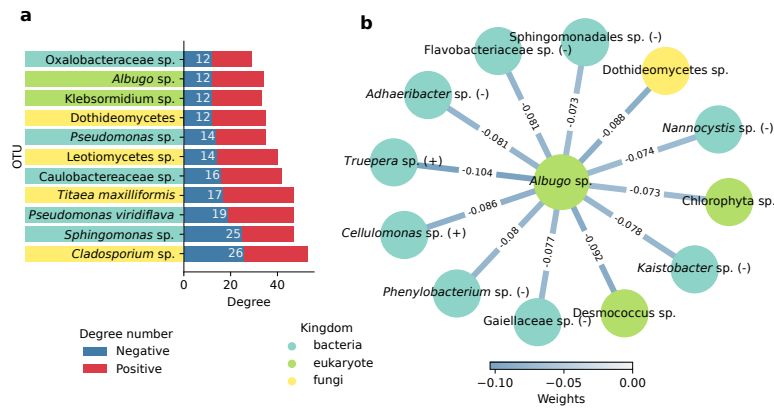 a
OTU
Oxalobacteraceae sp. 12
Albugo sp. 12
Klebsormidium sp. 12
Dothideomycetes 12
Pseudomonas sp. 14
Leotiomycetes sp. 14
Caulobactereaceae sp. 16
Titaea maxilliformis 17
Pseudomonas viridiflava 19
Sphingomonas sp. 25
Cladosporium sp. 26
0 20 40
Degree
Degree number
Negative
Positive
Kingdom
bacteria
eukaryote
fungi
b
Sphingomonadales sp. (-)
Flavobacteriaceae sp. (-)
Dothideomycetes sp.
Adhaeribacter sp. (-)
Nannocystis sp. (-)
Truepera sp. (+)
Albugo sp.
Chlorophyta sp.
Cellulomonas sp. (+)
Kaistobacter sp. (-)
Phenylobacterium sp. (-)
Gaiellaceae sp. (-)
Desmococcus sp.
-0.073
-0.081
-0.088
-0.081
-0.074
-0.104
-0.073
-0.086
-0.078
-0.08
-0.077
-0.092
−0.10 −0.05 0.00
Weights